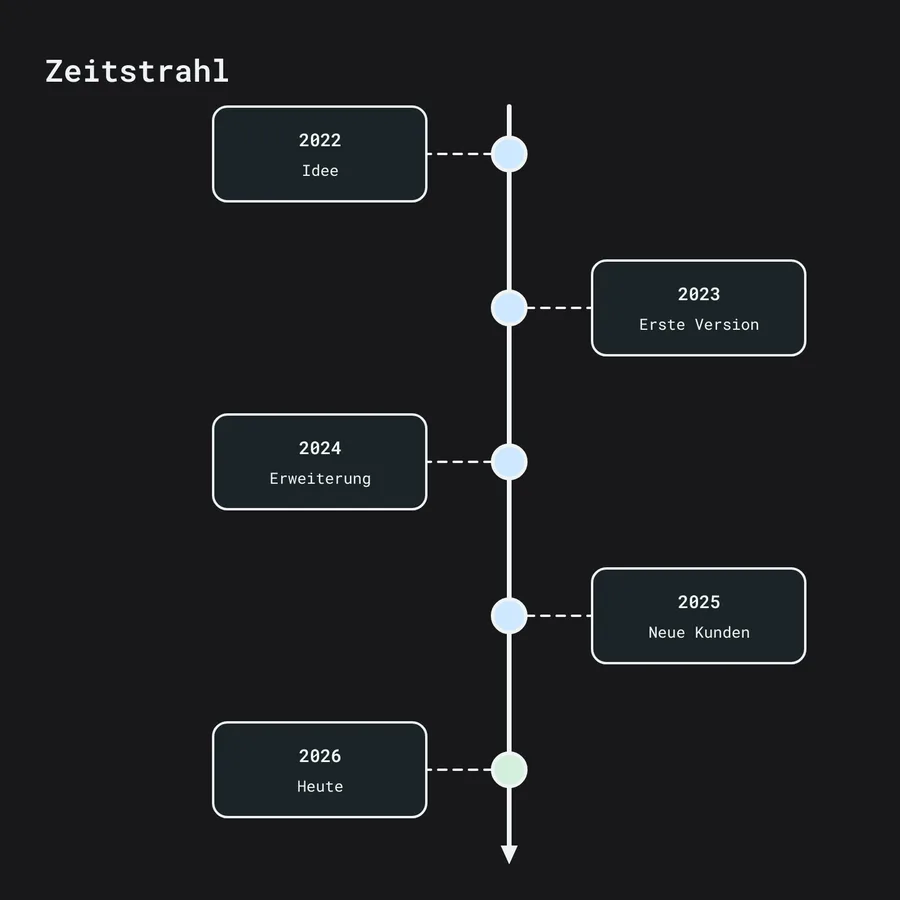 Zeitstrahl
2022
Idee
2023
Erste Version
2024
Erweiterung
2025
Neue Kunden
2026
Heute